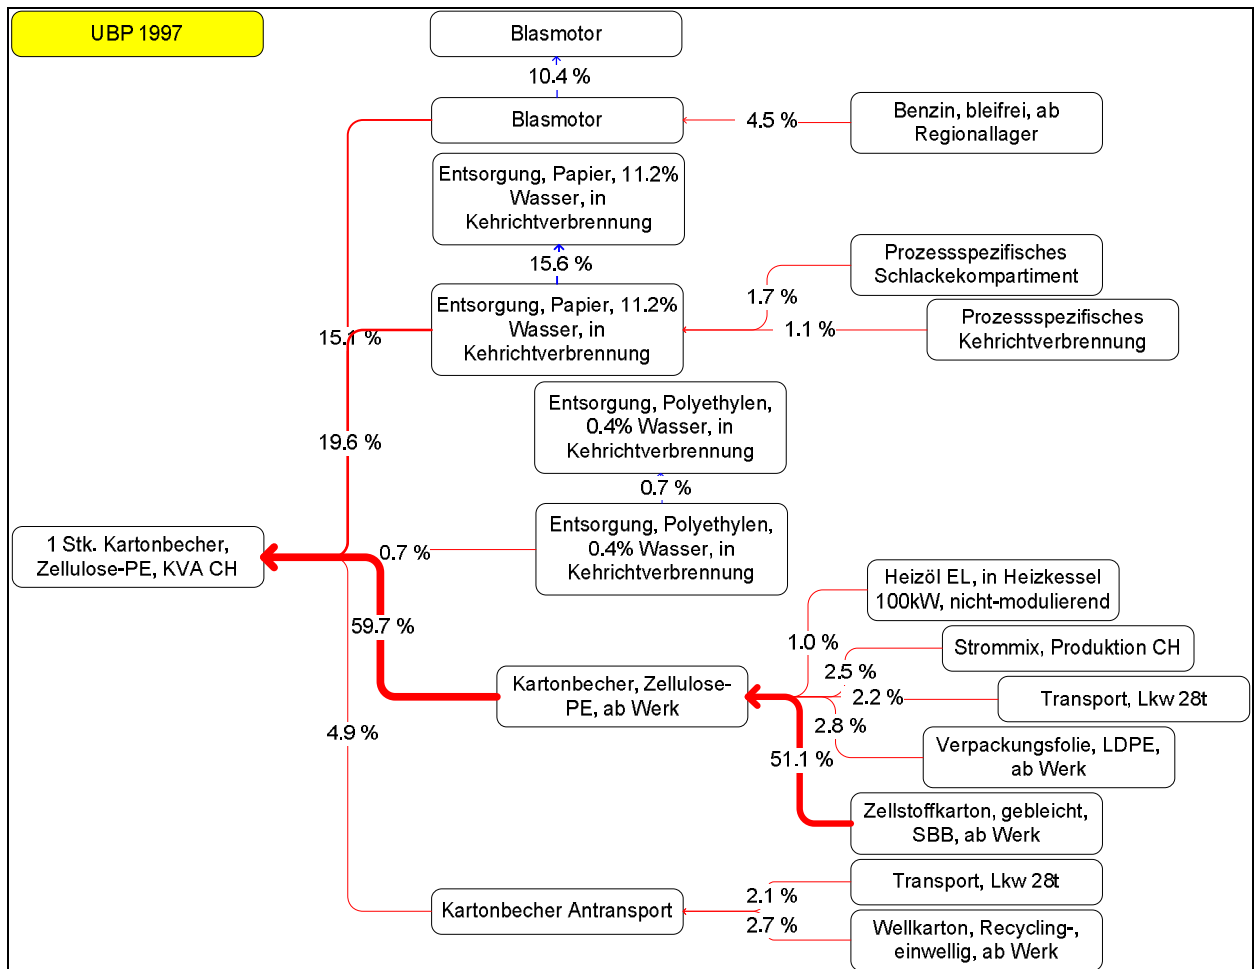 UBP 1997
Blasmotor
10.4 %
Blasmotor
4.5 %
Benzin, bleifrei, ab
Regionallager
Entsorgung, Papier, 11.2%
Wasser, in
Kehrichtverbrennung
15.6 %
Prozessspezifisches
Schlackekompartiment
1.7 %
Entsorgung, Papier, 11.2%
Wasser, in
Kehrichtverbrennung
15.1 %
1.1 %
Prozessspezifisches
Kehrichtverbrennung
Entsorgung, Polyethylen,
0.4% Wasser, in
Kehrichtverbrennung
19.6 %
0.7 %
Entsorgung, Polyethylen,
0.4% Wasser, in
Kehrichtverbrennung
1 Stk. Kartonbecher,
Zellulose-PE, KVA CH
0.7 %
Heizöl EL, in Heizkessel
100kW, nicht-modulierend
59.7 %
1.0 %
Strommix, Produktion CH
2.5 %
Kartonbecher, Zellulose-
PE, ab Werk
2.2 %
Transport, Lkw 28t
4.9 %
2.8 %
Verpackungsfolie, LDPE,
ab Werk
51.1 %
Zellstoffkarton, gebleicht,
SBB, ab Werk
Transport, Lkw 28t
2.1 %
Kartonbecher Antransport
2.7 %
Wellkarton, Recycling-,
einwellig, ab Werk